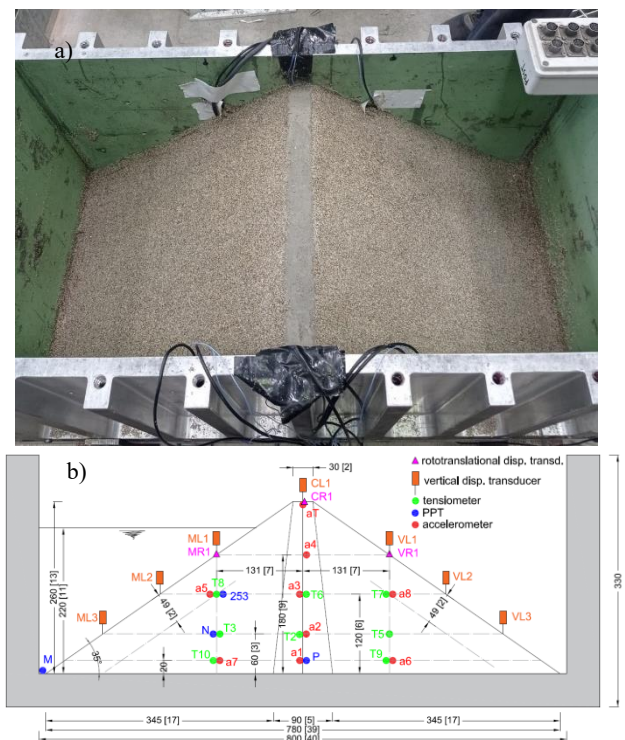 a)
b)
30 [2]
CL1
CR1
aT
rototranslational disp. transd.
vertical disp. transducer
tensiometer
PPT
accelerometer
ML1
MR1
a4
VL1
VR1
131 [7]
131 [7]
ML2
a5
T8
253
a3
T6
T7
a8
VL2
ML3
49 [2]
N
T3
T2
a2
T5
49 [2]
VL3
M
35°
T10
a7
a1
P
T9
a6
260 [13]
220 [11]
20
60 [3]
180 [9]
120 [6]
330
345 [17]
90 [5]
345 [17]
780 [39]
800 [40]